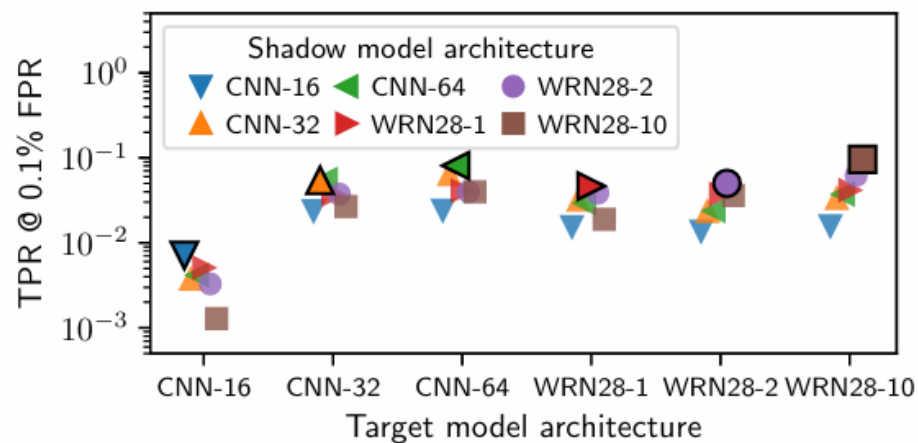 Shadow model architecture
CNN-16 CNN-64 WRN28-2
CNN-32 WRN28-1 WRN28-10
TPR @ 0.1% FPR
10^0
10^-1
10^-2
10^-3
CNN-16 CNN-32 CNN-64 WRN28-1 WRN28-2 WRN28-10
Target model architecture